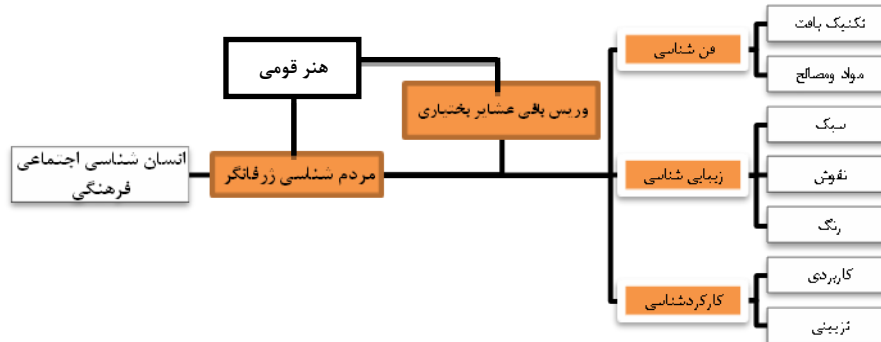 تکنیک بافت
فن شناسی
مواد ومصالح
هنر قومی
وریس بافی عشایر بختیاری
سبک
انسان شناسی اجتماعی
فرهنگی
مردم شناسی ژرفانگر
زیبایی شناسی
نقوش
رنگ
کاربردی
کارکردشناسی
تزیینی